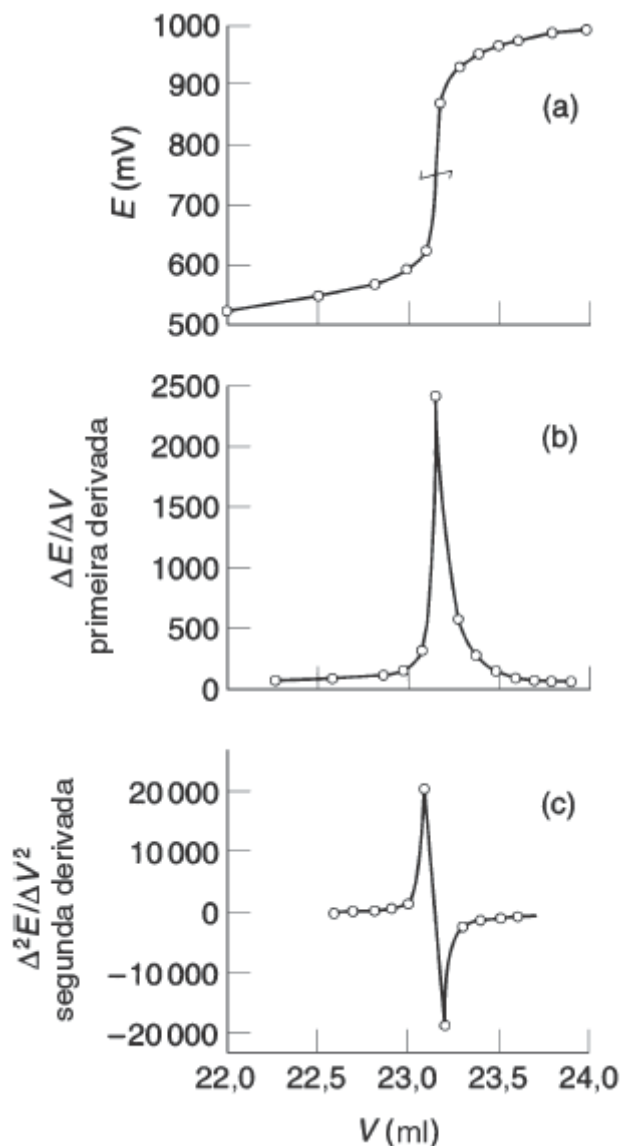 1000
900
800
700
600
500
E (mV)
(a)
2500
2000
1500
1000
500
0
ΔE/ΔV
primeira derivada
(b)
20 000
10 000
0
−10 000
−20 000
Δ²E/ΔV²
segunda derivada
(c)
22,0 22,5 23,0 23,5 24,0
V (ml)